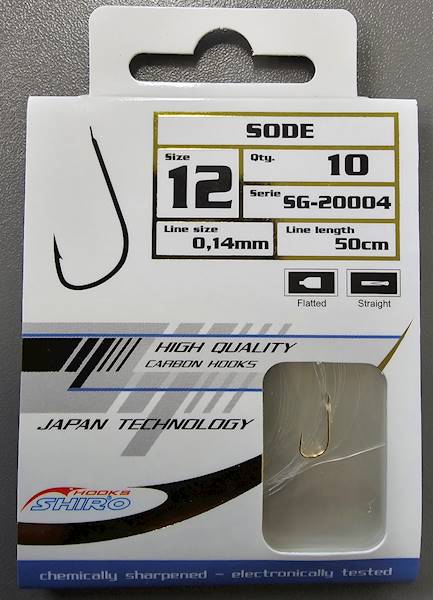 SODE
Size
12
Qty.
10
Serie
SG-20004
Line size
0,14mm
Line length
50cm
Flatted
Straight
HIGH QUALITY
CARBON HOOKS
JAPAN TECHNOLOGY
HOOKS
SHIRO
chemically sharpened - electronically tested